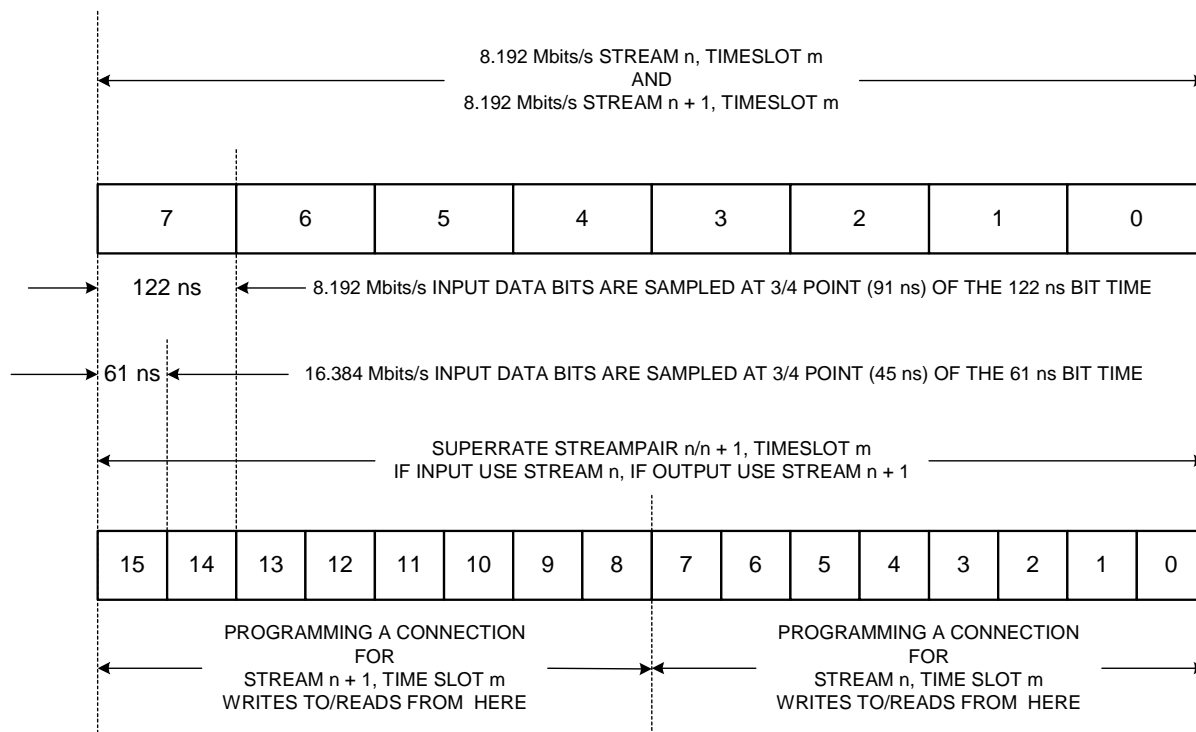 8.192 Mbits/s STREAM n, TIMESLOT m
AND
8.192 Mbits/s STREAM n + 1, TIMESLOT m
7 6 5 4 3 2 1 0
122 ns 8.192 Mbits/s INPUT DATA BITS ARE SAMPLED AT 3/4 POINT (91 ns) OF THE 122 ns BIT TIME
61 ns 16.384 Mbits/s INPUT DATA BITS ARE SAMPLED AT 3/4 POINT (45 ns) OF THE 61 ns BIT TIME
SUPERRATE STREAMPAIR n/n + 1, TIMESLOT m
IF INPUT USE STREAM n, IF OUTPUT USE STREAM n + 1
15 14 13 12 11 10 9 8 7 6 5 4 3 2 1 0
PROGRAMMING A CONNECTION
FOR
STREAM n + 1, TIME SLOT m
WRITES TO/READS FROM HERE
PROGRAMMING A CONNECTION
FOR
STREAM n, TIME SLOT m
WRITES TO/READS FROM HERE